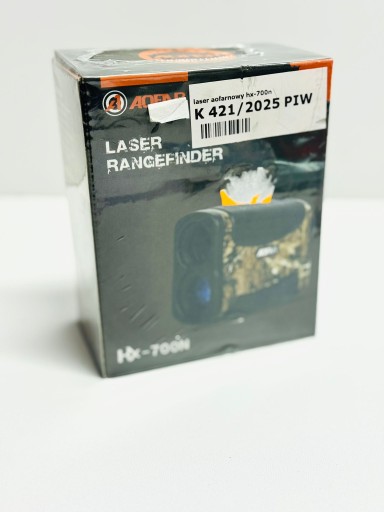 laser aofarnowy hx-700n
K 421/2025 PIW
LASER
RANGEFINDER
HX-700N